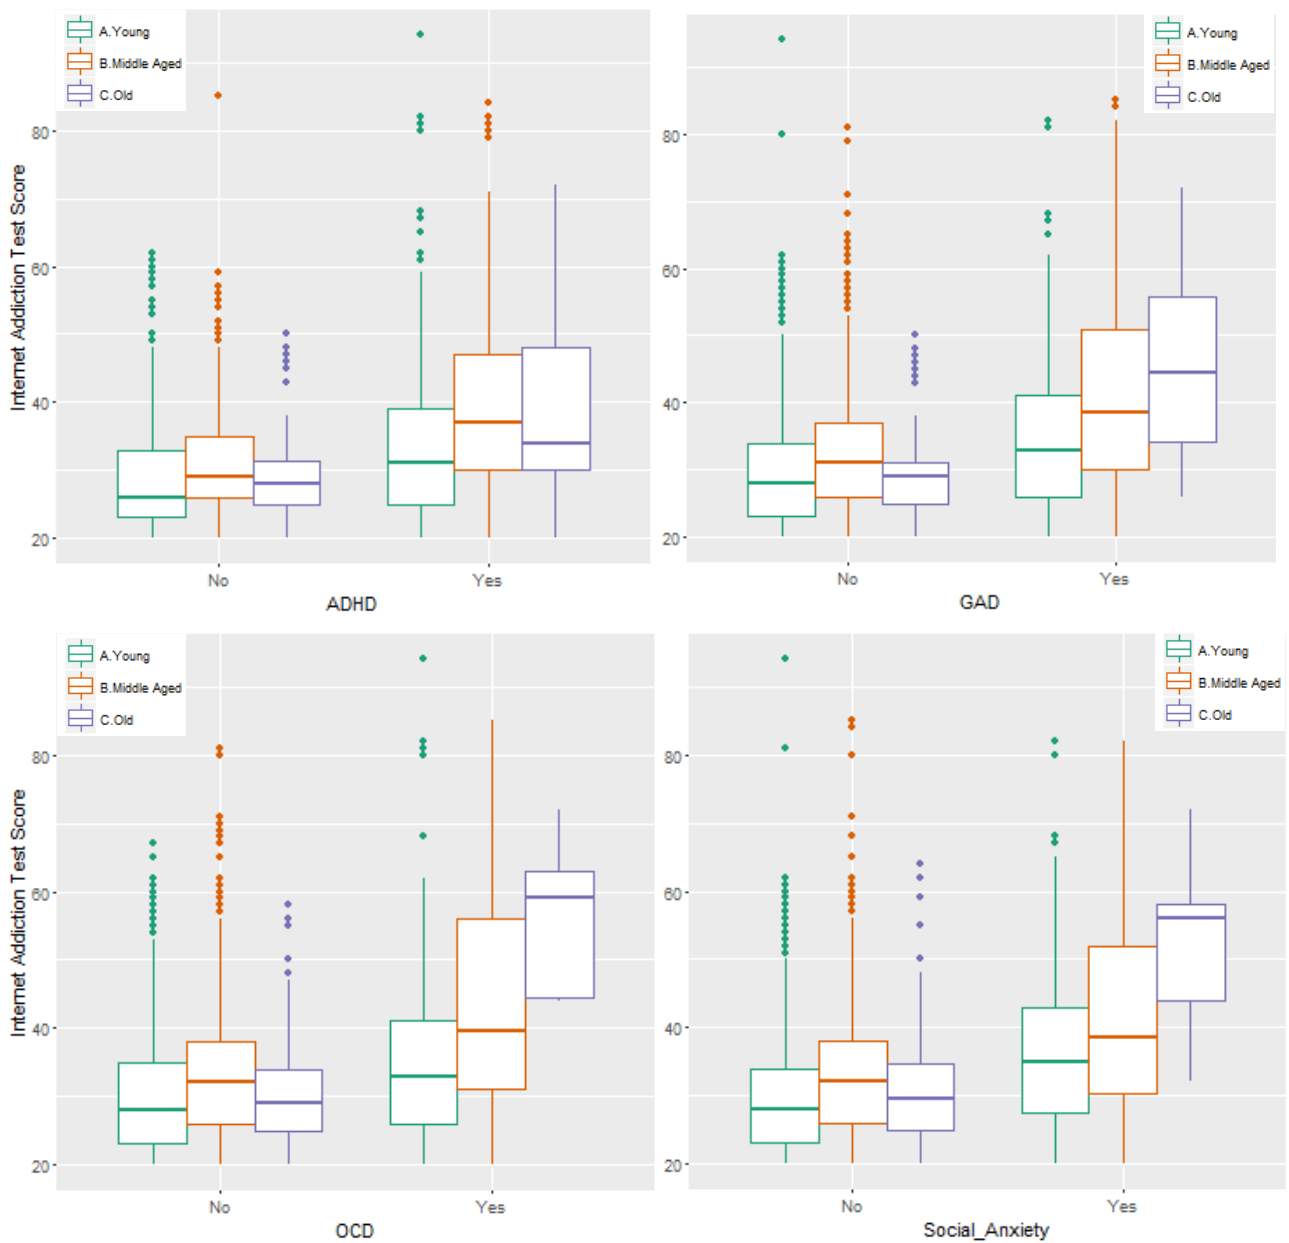 A.Young
B.Middle Aged
C.Old
Internet Addiction Test Score
80
60
40
20
No
Yes
ADHD
A.Young
B.Middle Aged
C.Old
80
60
40
20
No
Yes
GAD
A.Young
B.Middle Aged
C.Old
Internet Addiction Test Score
80
60
40
20
No
Yes
OCD
A.Young
B.Middle Aged
C.Old
80
60
40
20
No
Yes
Social_Anxiety